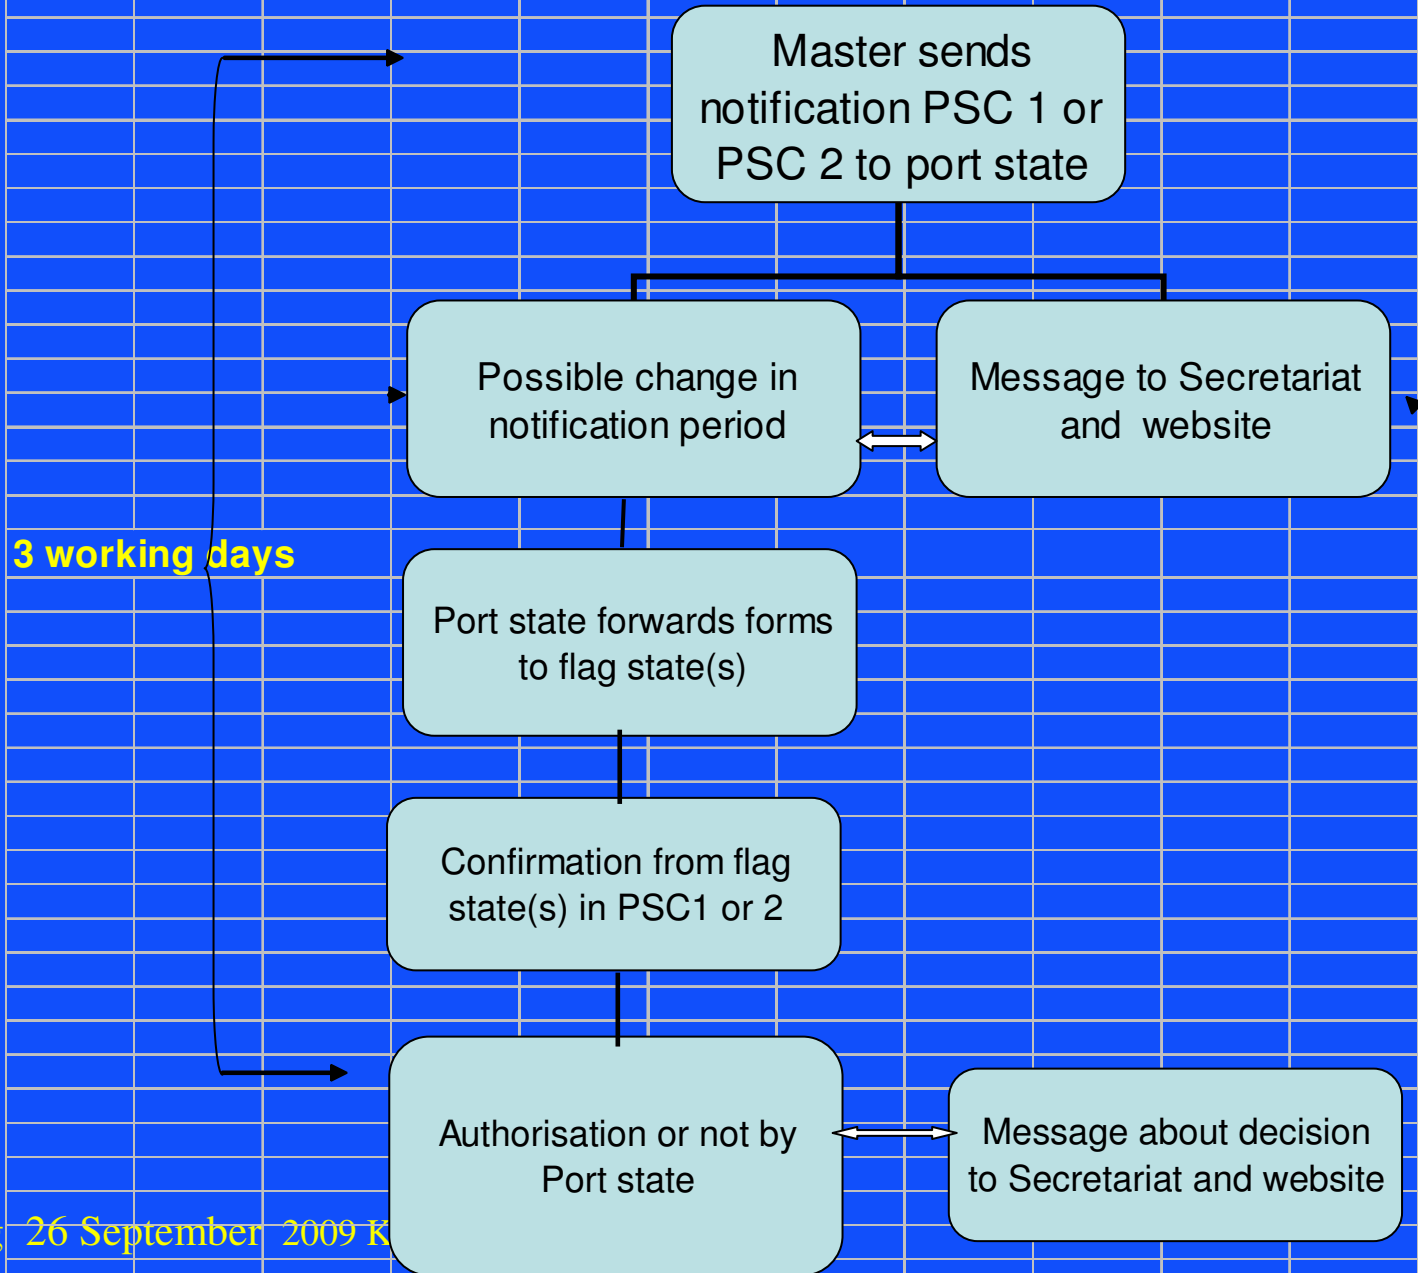 Master sends
notification PSC 1 or
PSC 2 to port state
Possible change in
notification period
Message to Secretariat
and website
3 working days
Port state forwards forms
to flag state(s)
Confirmation from flag
state(s) in PSC1 or 2
Authorisation or not by
Port state
Message about decision
to Secretariat and website
26 September 2009 K